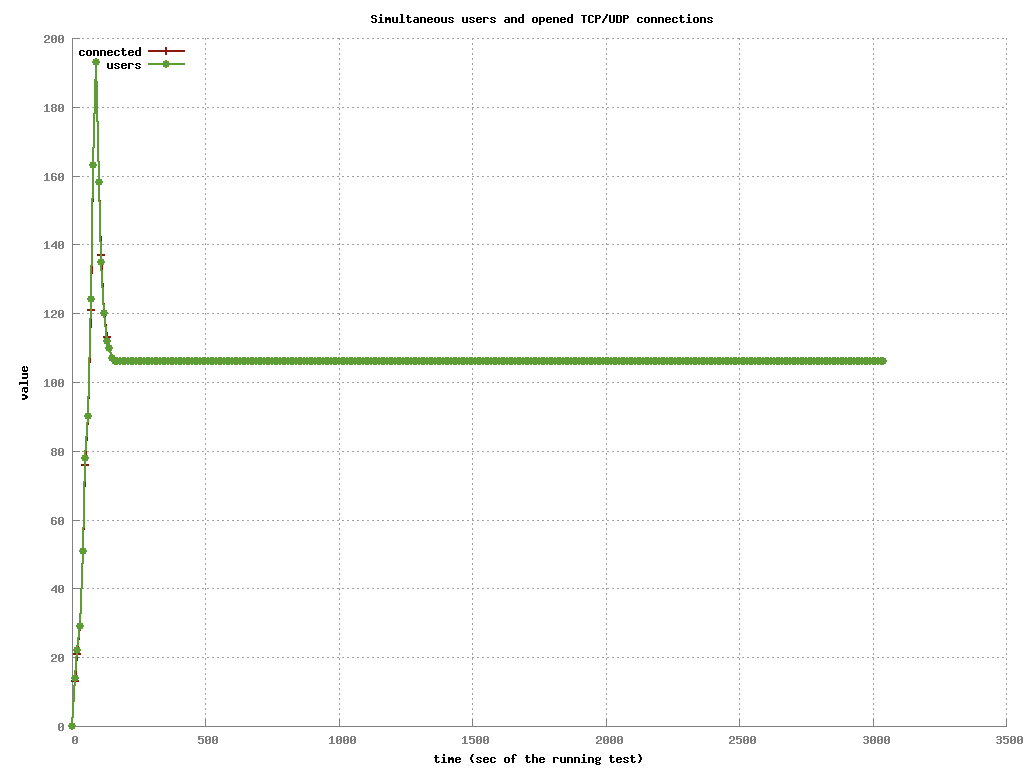 Simultaneous users and opened TCP/UDP connections
200
connected
users
180
160
140
120
100
value
80
60
40
20
0
0 500 1000 1500 2000 2500 3000 3500
time (sec of the running test)